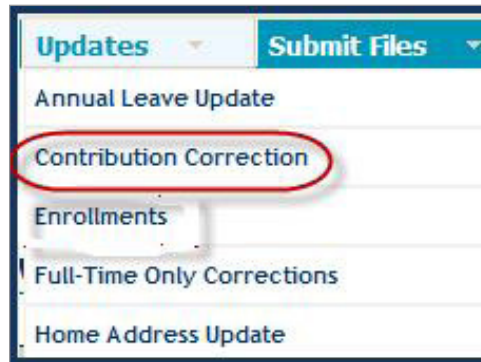 Updates Submit Files
Annual Leave Update
Contribution Correction
Enrollments
Full-Time Only Corrections
Home Address Update